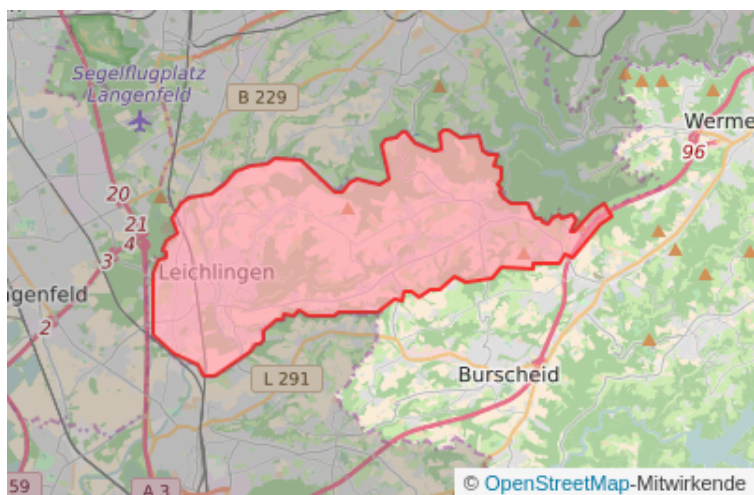 Segelflugplatz
Langenfeld
B 229
Werme
96
20
21
4
3
Leichlingen
ngenfeld
2
L 291
Burscheid
59
A 3
© OpenStreetMap-Mitwirkende